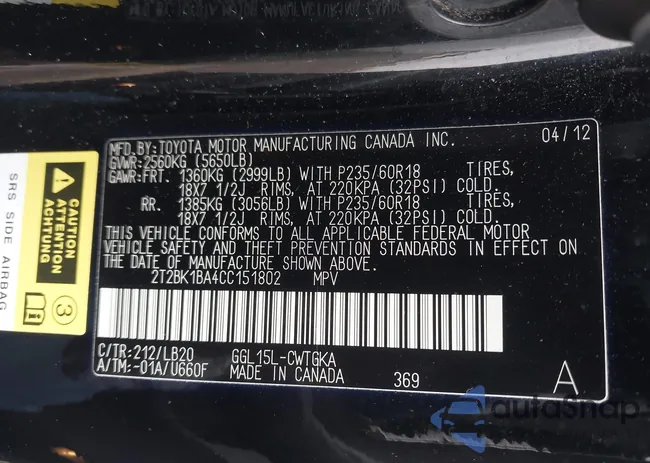 MFD.BY:TOYOTA MOTOR MANUFACTURING CANADA INC. 04/12
GVWR:2560KG (5650LB)
GAWR:FRT. 1360KG (2999LB) WITH P235/60R18 TIRES,
18X7 1/2J RIMS, AT 220KPA (32PSI) COLD.
RR. 1385KG (3056LB) WITH P235/60R18 TIRES,
18X7 1/2J RIMS, AT 220KPA (32PSI) COLD.
THIS VEHICLE CONFORMS TO ALL APPLICABLE FEDERAL MOTOR
VEHICLE SAFETY AND THEFT PREVENTION STANDARDS IN EFFECT ON
THE DATE OF MANUFACTURE SHOWN ABOVE.
2T2BK1BA4CC151802 MPV
C/TR:212/LB20 GGL15L-CWTGKA
A/TM:-01A/U660F MADE IN CANADA 369 A
SRS SIDE AIRBAG
CAUTION
ATTENTION
ACHTUNG
3
autoSnap